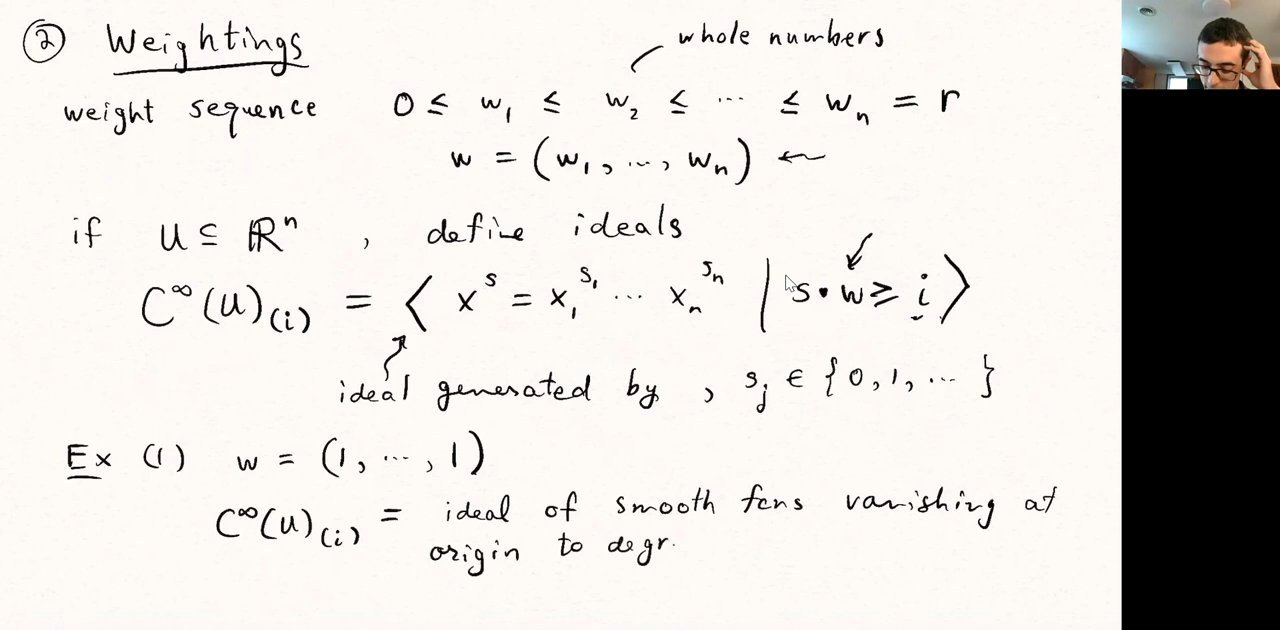 ② Weightings
whole numbers
weight sequence 0 ≤ w₁ ≤ w₂ ≤ ... ≤ wₙ = r
w = (w₁, ..., wₙ) ←
if U ⊆ ℝⁿ , define ideals
C^∞(U)_(i) = ⟨ x^s = x₁^{s₁} ... xₙ^{sₙ} | s • w ≥ i ⟩
ideal generated by , s_j ∈ {0, 1, ... }
Ex (1) w = (1, ..., 1)
C^∞(U)_(i) = ideal of smooth fcns vanishing at
origin to degr.